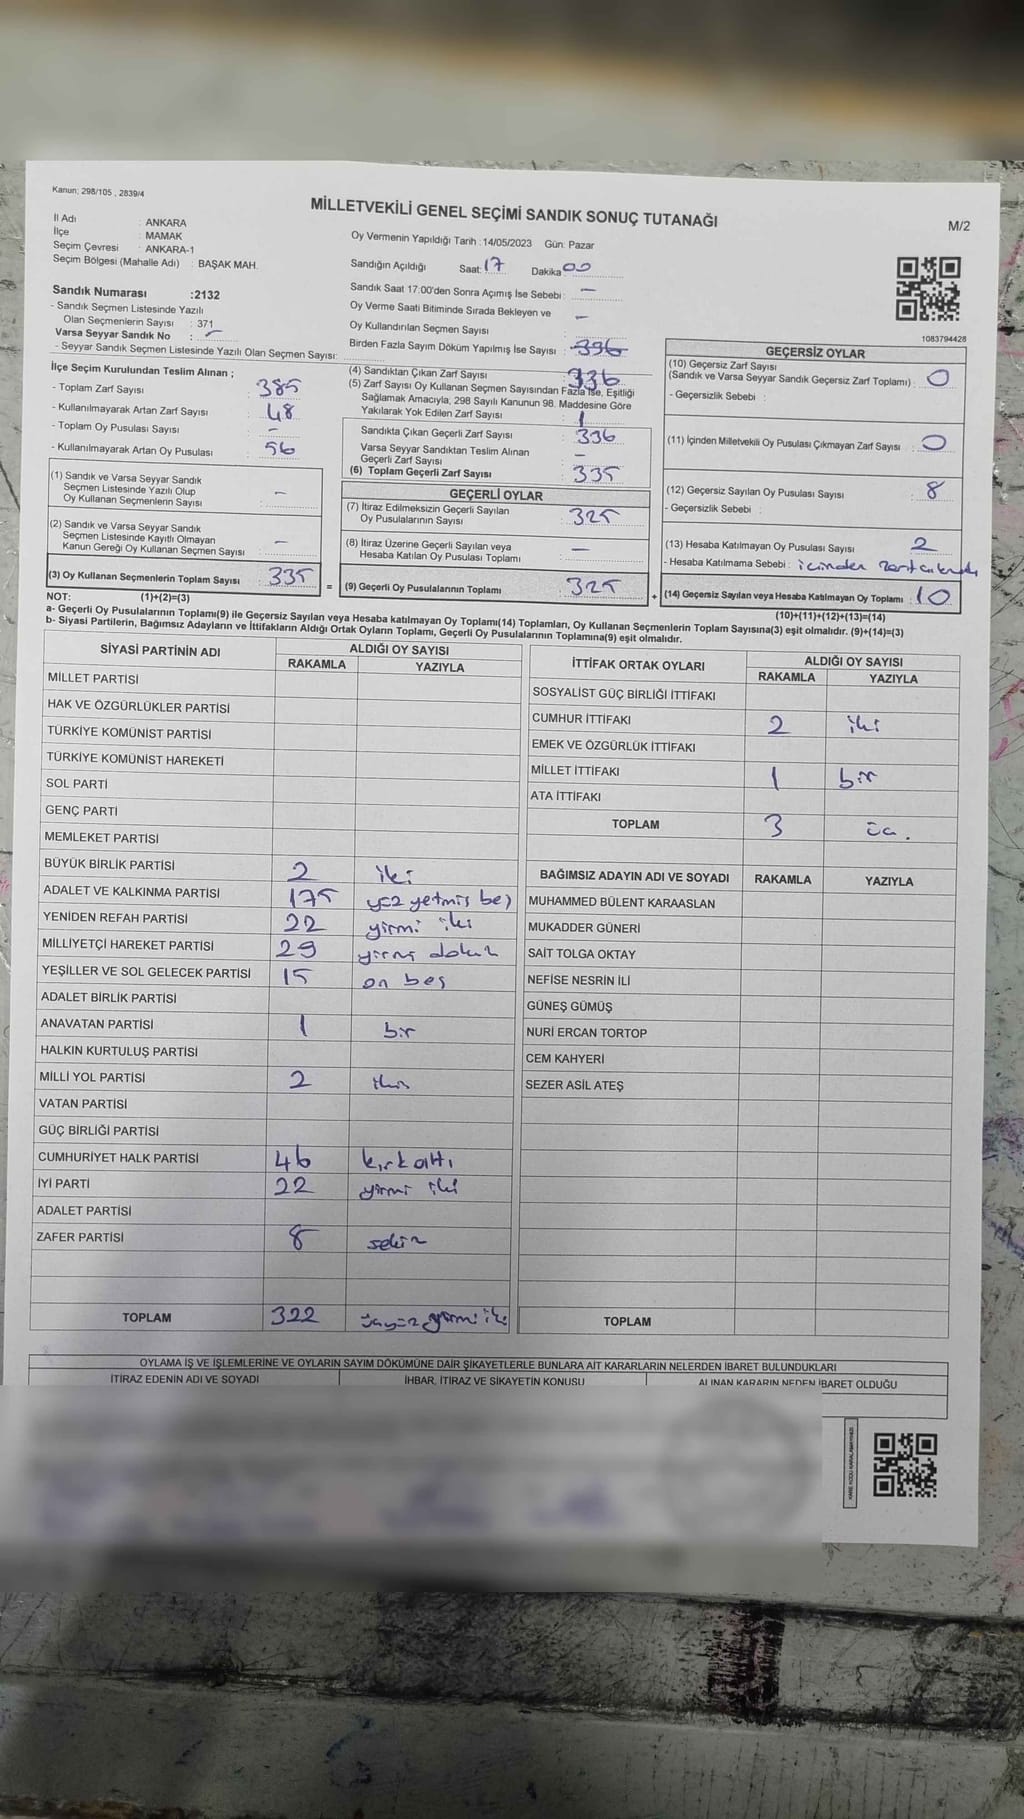 Kanun; 298/105 , 2839/4
MİLLETVEKİLİ GENEL SEÇİMİ SANDIK SONUÇ TUTANAĞI
M/2
İl Adı : ANKARA
İlçe : MAMAK
Seçim Çevresi : ANKARA-1
Seçim Bölgesi (Mahalle Adı) : BAŞAK MAH.
Sandık Numarası :2132
- Sandık Seçmen Listesinde Yazılı
Olan Seçmenlerin Sayısı : 371
Varsa Seyyar Sandık No : -
- Seyyar Sandık Seçmen Listesinde Yazılı Olan Seçmen Sayısı:
Oy Vermenin Yapıldığı Tarih :14/05/2023 Gün: Pazar
Sandığın Açıldığı Saat: 17 Dakika 00
Sandık Saat 17:00'den Sonra Açımış İse Sebebi : -
Oy Verme Saati Bitiminde Sırada Bekleyen ve
Oy Kullandırılan Seçmen Sayısı -
Birden Fazla Sayım Döküm Yapılmış İse Sayısı : 396
1083794428
İlçe Seçim Kurulundan Teslim Alınan ;
- Toplam Zarf Sayısı : 385
- Kullanılmayarak Artan Zarf Sayısı : 48
- Toplam Oy Pusulası Sayısı : -
- Kullanılmayarak Artan Oy Pusulası : 56
(1) Sandık ve Varsa Seyyar Sandık
Seçmen Listesinde Yazılı Olup
Oy Kullanan Seçmenlerin Sayısı : -
(2) Sandık ve Varsa Seyyar Sandık
Seçmen Listesinde Kayıtlı Olmayan
Kanun Gereği Oy Kullanan Seçmen Sayısı : -
(3) Oy Kullanan Seçmenlerin Toplam Sayısı : 335
(4) Sandıktan Çıkan Zarf Sayısı : 336
(5) Zarf Sayısı Oy Kullanan Seçmen Sayısından Fazla İse, Eşitliği
Sağlamak Amacıyla, 298 Sayılı Kanunun 98. Maddesine Göre
Yakılarak Yok Edilen Zarf Sayısı : 1
Sandıkta Çıkan Geçerli Zarf Sayısı : 336
Varsa Seyyar Sandıktan Teslim Alınan
Geçerli Zarf Sayısı : -
(6) Toplam Geçerli Zarf Sayısı : 335
GEÇERLİ OYLAR
(7) İtiraz Edilmeksizin Geçerli Sayılan
Oy Pusulalarının Sayısı : 325
(8) İtiraz Üzerine Geçerli Sayılan veya
Hesaba Katılan Oy Pusulası Toplamı : -
= (9) Geçerli Oy Pusulalarının Toplamı : 325
GEÇERSİZ OYLAR
(10) Geçersiz Zarf Sayısı
(Sandık ve Varsa Seyyar Sandık Geçersiz Zarf Toplamı) : 0
- Geçersizlik Sebebi :
(11) İçinden Milletvekili Oy Pusulası Çıkmayan Zarf Sayısı : 0
(12) Geçersiz Sayılan Oy Pusulası Sayısı : 8
- Geçersizlik Sebebi :
(13) Hesaba Katılmayan Oy Pusulası Sayısı : 2
- Hesaba Katılmama Sebebi : içinden
+ (14) Geçersiz Sayılan veya Hesaba Katılmayan Oy Toplamı : 10
NOT: (1)+(2)=(3)
(10)+(11)+(12)+(13)=(14)
a- Geçerli Oy Pusulalarının Toplamı(9) ile Geçersiz Sayılan veya Hesaba katılmayan Oy Toplamı(14) Toplamları, Oy Kullanan Seçmenlerin Toplam Sayısına(3) eşit olmalıdır. (9)+(14)=(3)
b- Siyasi Partilerin, Bağımsız Adayların ve İttifakların Aldığı Ortak Oyların Toplamı, Geçerli Oy Pusulalarının Toplamına(9) eşit olmalıdır.
SİYASİ PARTİNİN ADI ALDIĞI OY SAYISI
RAKAMLA YAZIYLA
MİLLET PARTİSİ
HAK VE ÖZGÜRLÜKLER PARTİSİ
TÜRKİYE KOMÜNİST PARTİSİ
TÜRKİYE KOMÜNİST HAREKETİ
SOL PARTİ
GENÇ PARTİ
MEMLEKET PARTİSİ
BÜYÜK BİRLİK PARTİSİ 2 iki
ADALET VE KALKINMA PARTİSİ 175 yüz yetmiş beş
YENİDEN REFAH PARTİSİ 22 yirmi iki
MİLLİYETÇİ HAREKET PARTİSİ 29 yirmi dokuz
YEŞİLLER VE SOL GELECEK PARTİSİ 15 on beş
ADALET BİRLİK PARTİSİ
ANAVATAN PARTİSİ 1 bir
HALKIN KURTULUŞ PARTİSİ
MİLLİ YOL PARTİSİ 2 iki
VATAN PARTİSİ
GÜÇ BİRLİĞİ PARTİSİ
CUMHURİYET HALK PARTİSİ 46 kırk altı
İYİ PARTİ 22 yirmi iki
ADALET PARTİSİ
ZAFER PARTİSİ 8 sekiz
TOPLAM 322 üçyüz yirmi iki
İTTİFAK ORTAK OYLARI ALDIĞI OY SAYISI
RAKAMLA YAZIYLA
SOSYALİST GÜÇ BİRLİĞİ İTTİFAKI
CUMHUR İTTİFAKI 2 iki
EMEK VE ÖZGÜRLÜK İTTİFAKI
MİLLET İTTİFAKI 1 bir
ATA İTTİFAKI
TOPLAM 3 üç.
BAĞIMSIZ ADAYIN ADI VE SOYADI RAKAMLA YAZIYLA
MUHAMMED BÜLENT KARAASLAN
MUKADDER GÜNERİ
SAİT TOLGA OKTAY
NEFİSE NESRİN İLİ
GÜNEŞ GÜMÜŞ
NURİ ERCAN TORTOP
CEM KAHYERİ
SEZER ASİL ATEŞ
TOPLAM
OYLAMA İŞ VE İŞLEMLERİNE VE OYLARIN SAYIM DÖKÜMÜNE DAİR ŞİKAYETLERLE BUNLARA AİT KARARLARIN NELERDEN İBARET BULUNDUKLARI
İTİRAZ EDENİN ADI VE SOYADI İHBAR, İTİRAZ VE ŞİKAYETİN KONUSU ALINAN KARARIN NEDEN İBARET OLDUĞU
KARE KODU KARALAMAYINIZ!